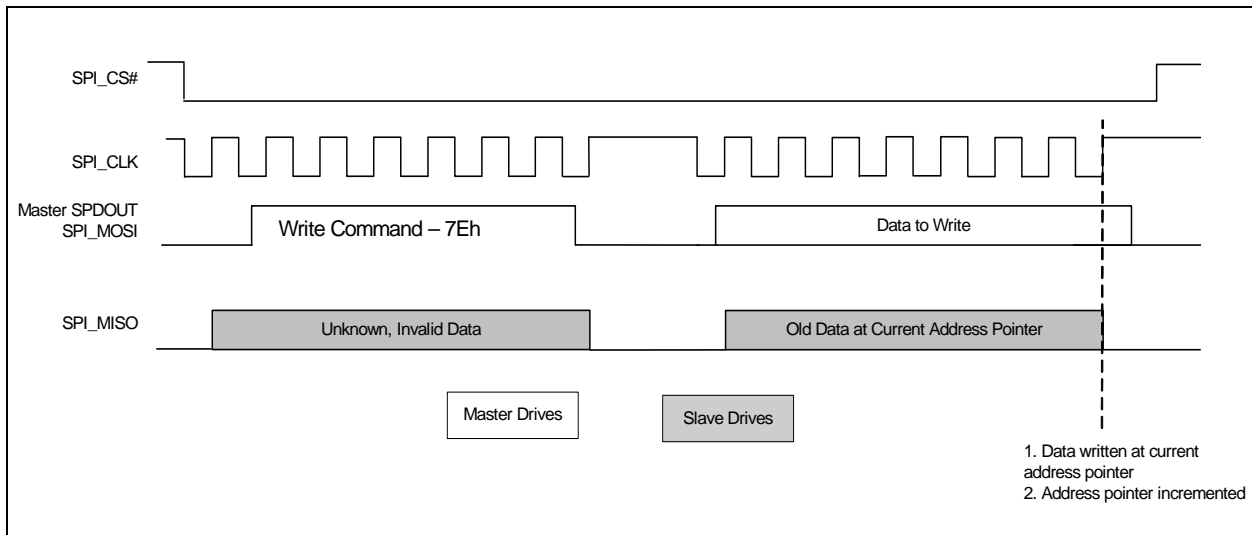 SPI_CS#
SPI_CLK
Master SPDOUT
SPI_MOSI
Write Command – 7Eh
Data to Write
SPI_MISO
Unknown, Invalid Data
Old Data at Current Address Pointer
Master Drives
Slave Drives
1. Data written at current
address pointer
2. Address pointer incremented